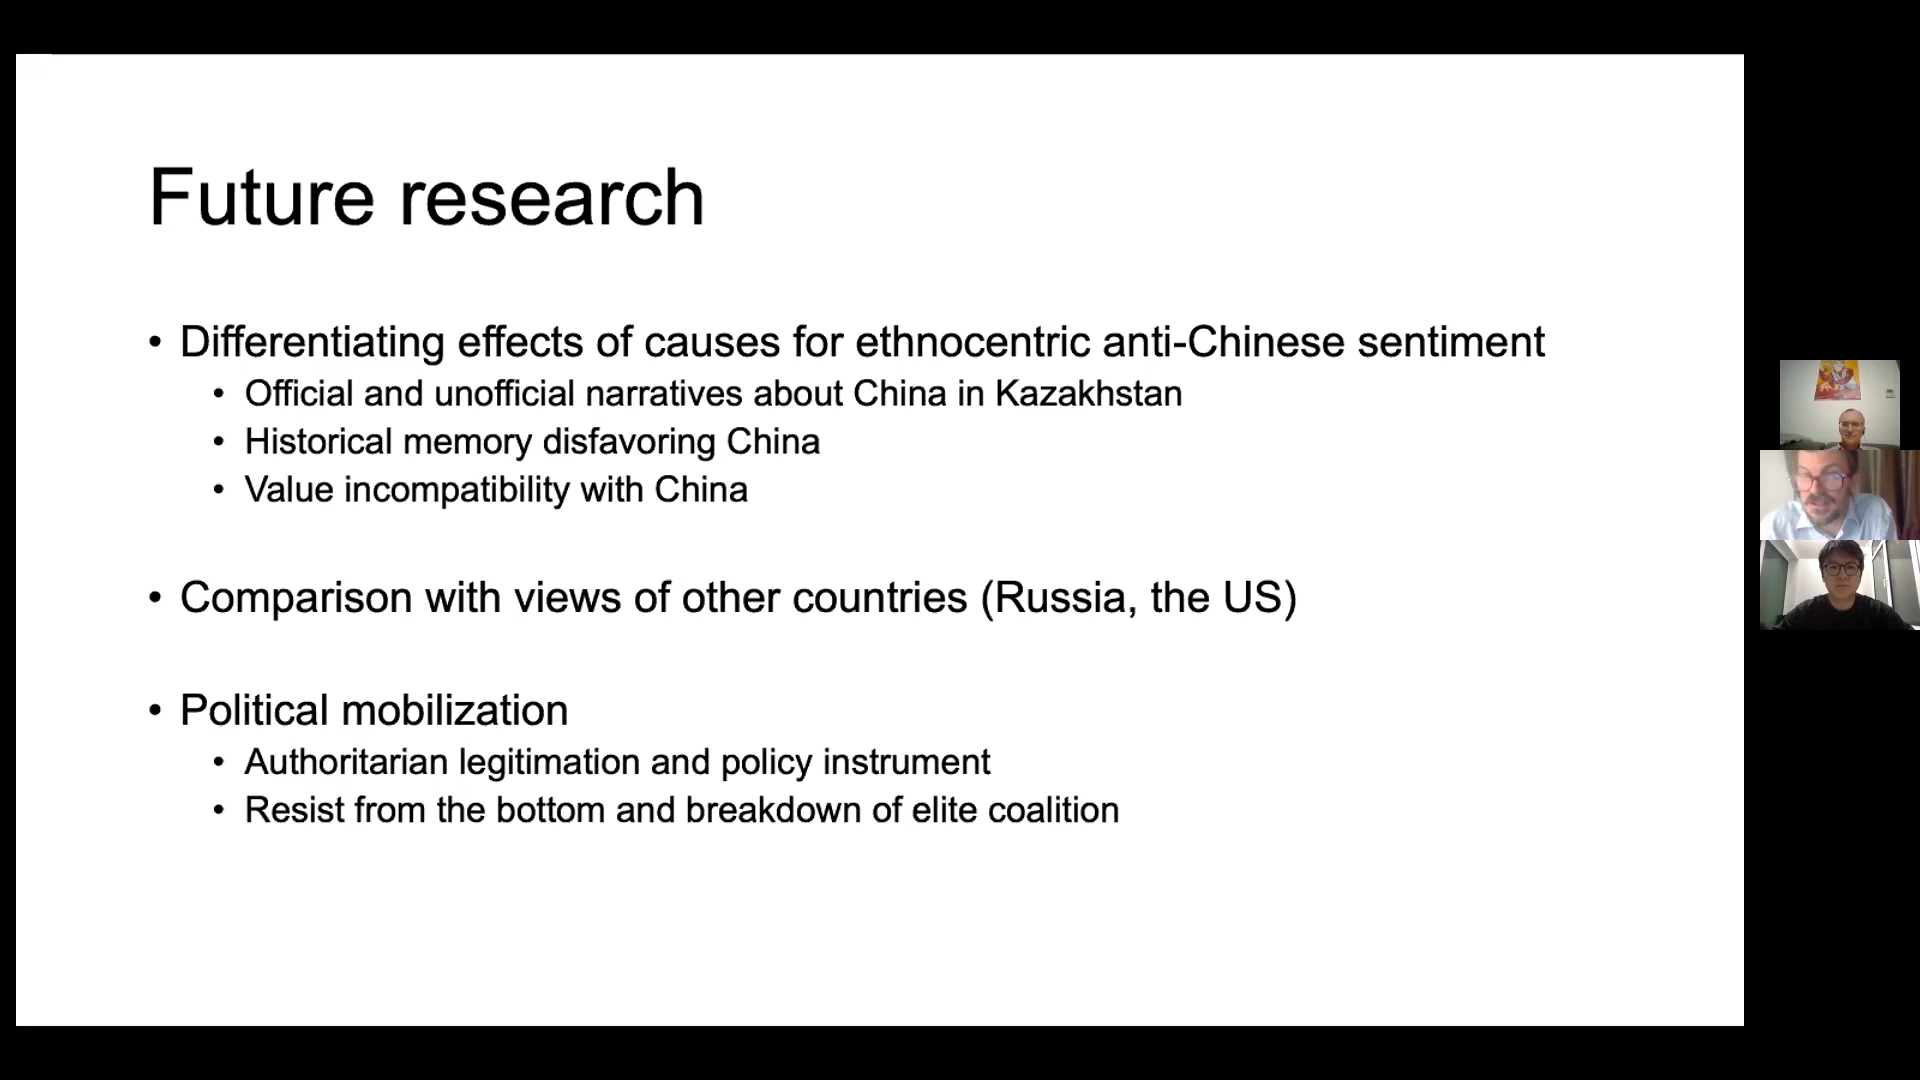 Future research
• Differentiating effects of causes for ethnocentric anti-Chinese sentiment
• Official and unofficial narratives about China in Kazakhstan
• Historical memory disfavoring China
• Value incompatibility with China
• Comparison with views of other countries (Russia, the US)
• Political mobilization
• Authoritarian legitimation and policy instrument
• Resist from the bottom and breakdown of elite coalition